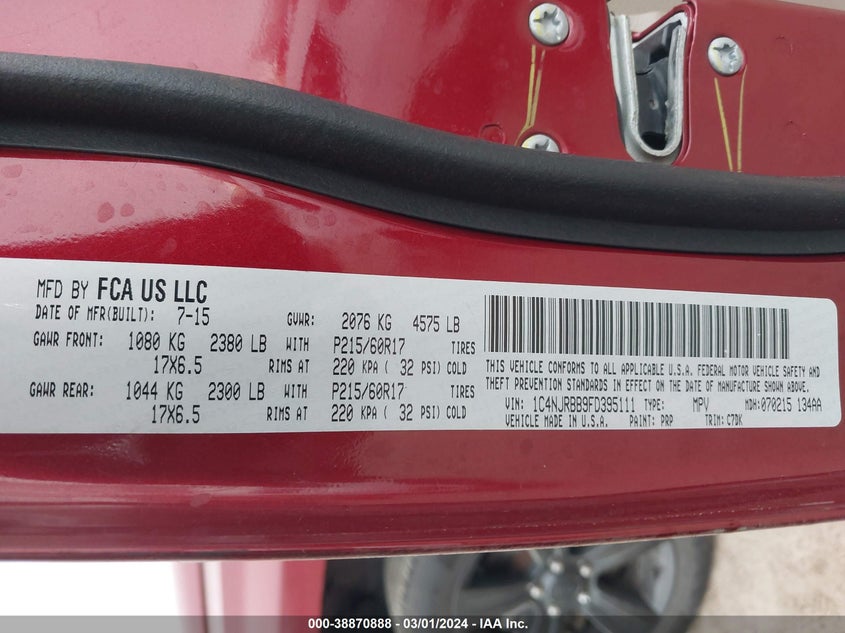 MFD BY FCA US LLC
DATE OF MFR(BUILT): 7-15 GVWR: 2076 KG 4575 LB
GAWR FRONT: 1080 KG 2380 LB WITH P215/60R17 TIRES
17X6.5 RIMS AT 220 KPA ( 32 PSI) COLD
GAWR REAR: 1044 KG 2300 LB WITH P215/60R17 TIRES
17X6.5 RIMS AT 220 KPA ( 32 PSI) COLD
THIS VEHICLE CONFORMS TO ALL APPLICABLE U.S.A. FEDERAL MOTOR VEHICLE SAFETY AND
THEFT PREVENTION STANDARDS IN EFFECT ON THE DATE OF MANUFACTURE SHOWN ABOVE.
VIN: 1C4NJRBB9FD395111 TYPE: MPV MDH:070215 134AA
VEHICLE MADE IN U.S.A. PAINT: PRP TRIM: C7DK
000-38870888 — 03/01/2024 — IAA Inc.